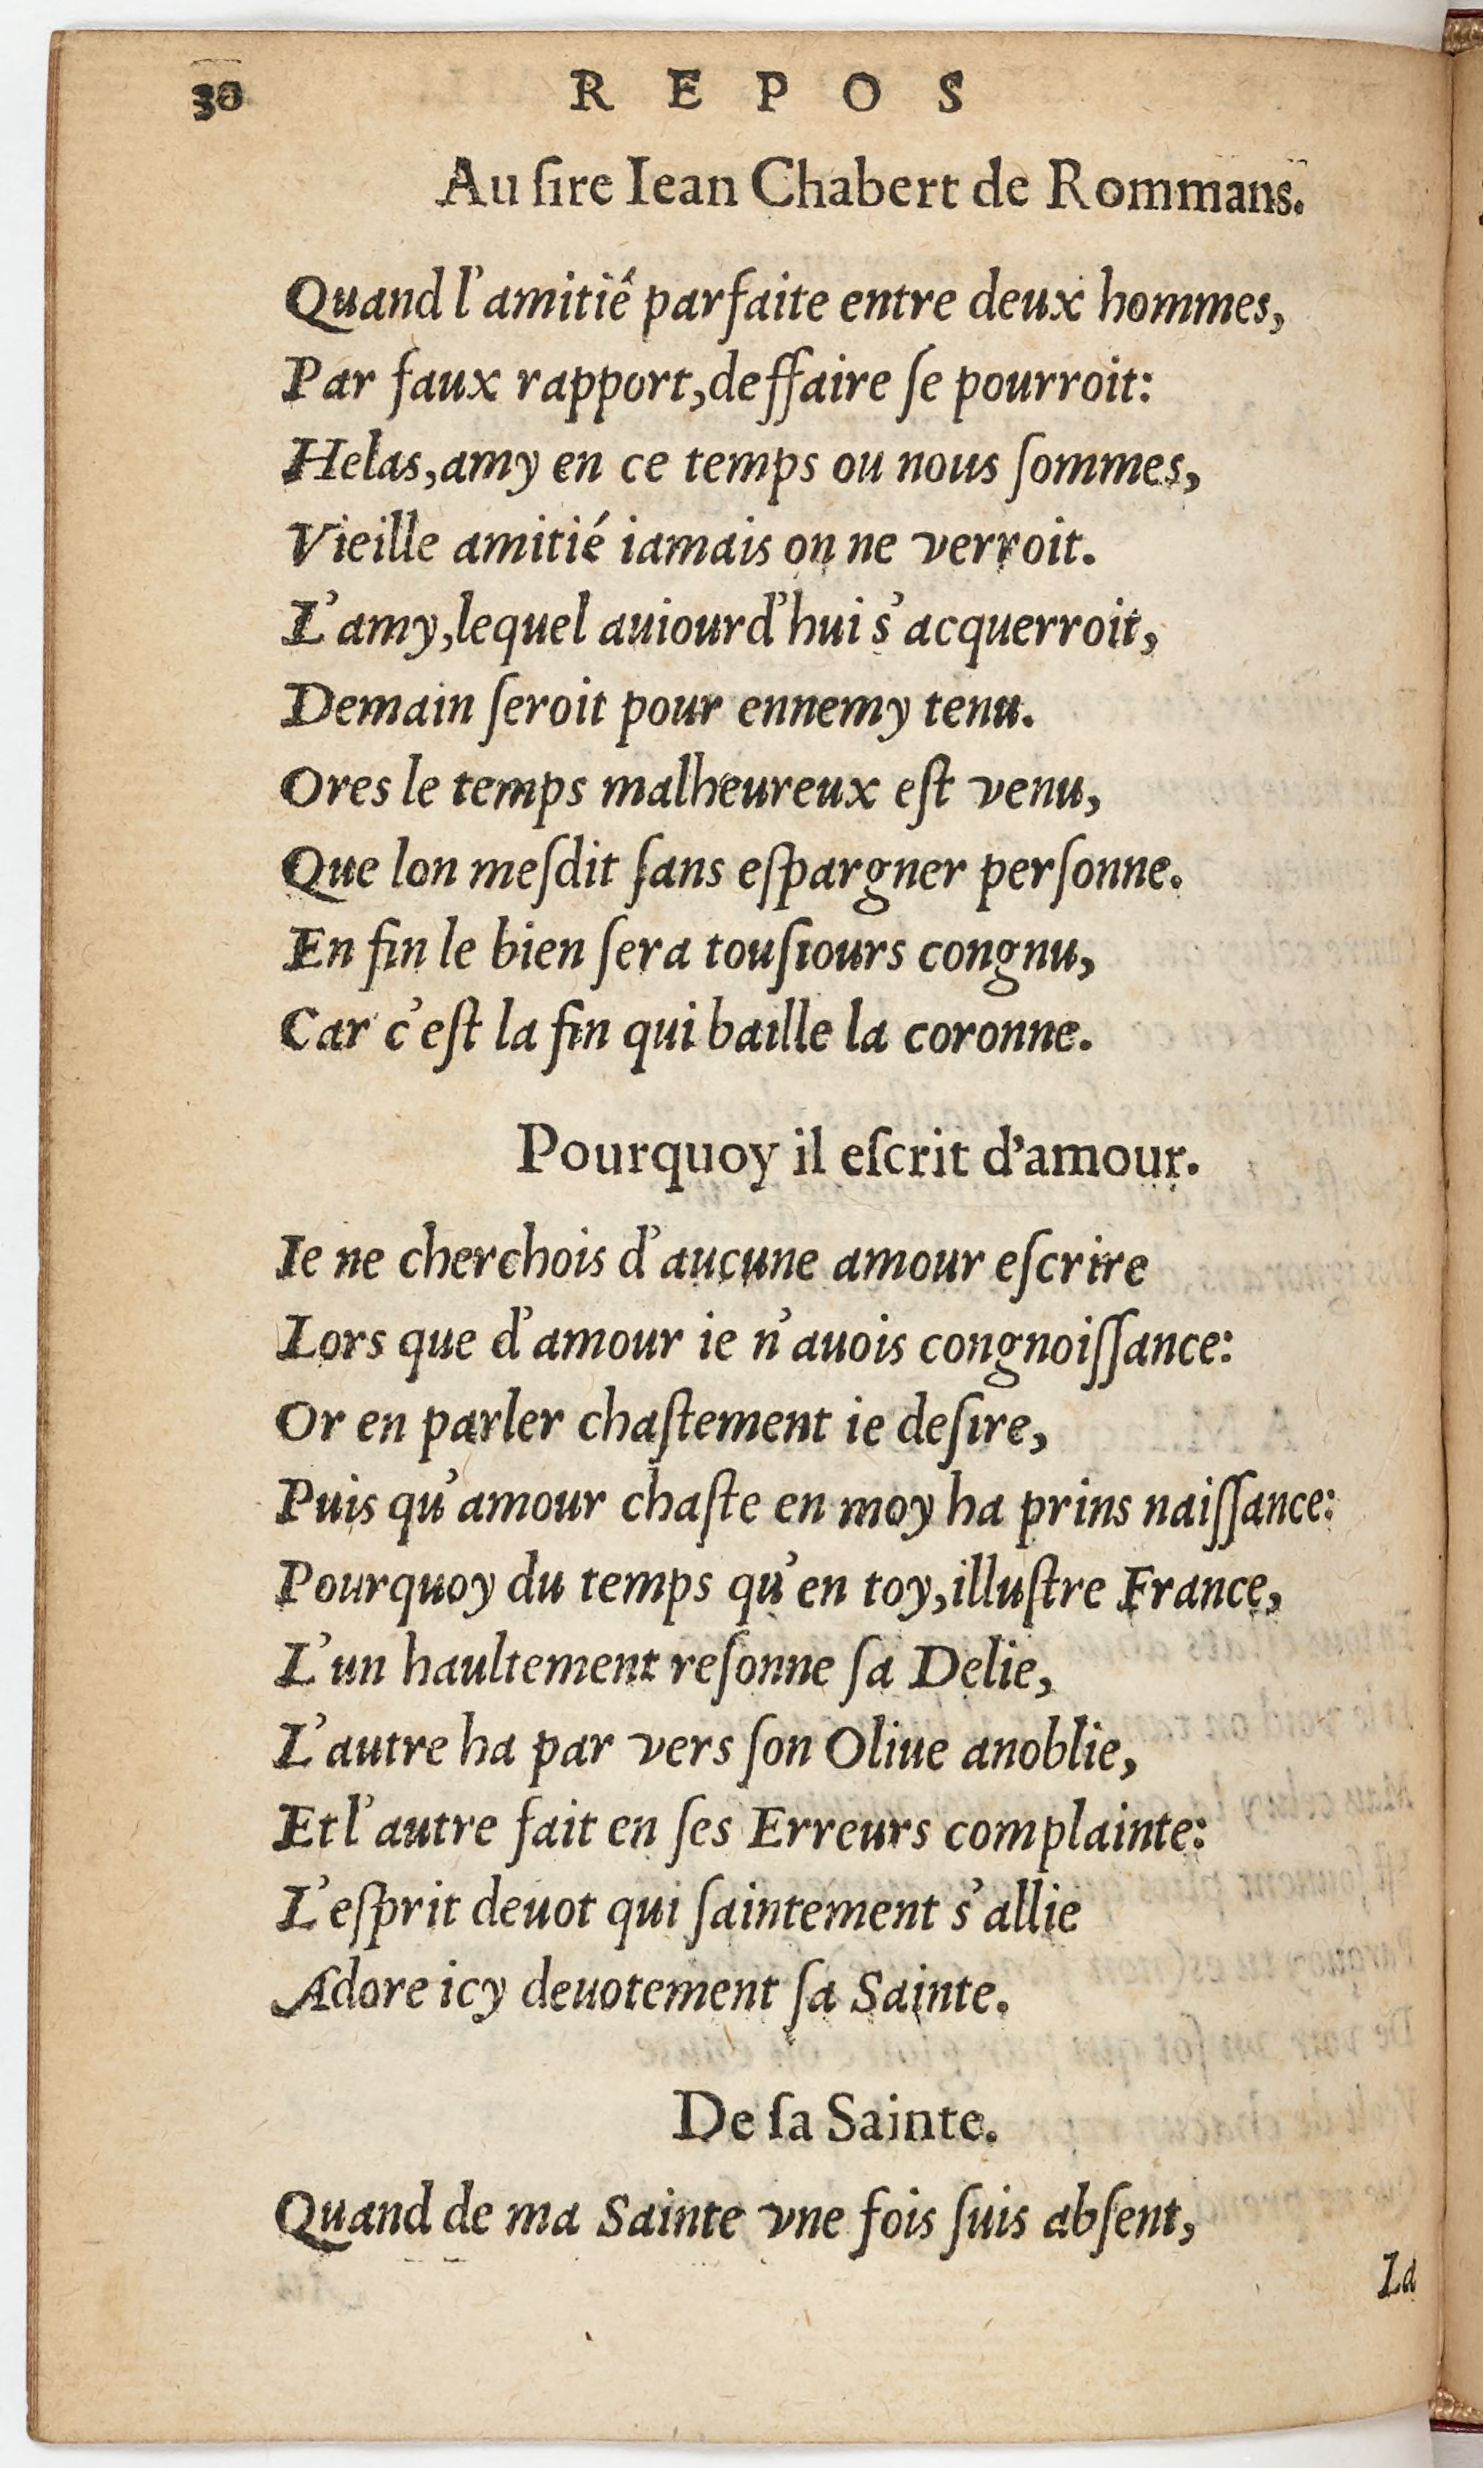 30
REPOS
Au ſire Iean Chabert de Rommans.
Quand l'amitié parfaite entre deux hommes,
Par faux rapport, deffaire ſe pourroit:
Helas, amy en ce temps ou nous ſommes,
Vieille amitié iamais on ne verroit.
L'amy, lequel auiourd'hui s'acquerroit,
Demain ſeroit pour ennemy tenu.
Ores le temps malheureux eſt venu,
Que lon meſdit ſans eſpargner perſonne.
En fin le bien ſera touſiours congnu,
Car c'eſt la fin qui baille la coronne.
Pourquoy il eſcrit d'amour.
Ie ne cherchois d'aucune amour eſcrire
Lors que d'amour ie n'auois congnoiſſance:
Or en parler chaſtement ie deſire,
Puis qu'amour chaſte en moy ha prins naiſſance:
Pourquoy du temps qu'en toy, illuſtre France,
L'un haultement reſonne ſa Delie,
L'autre ha par vers ſon Oliue anoblie,
Et l'autre fait en ſes Erreurs complainte:
L'eſprit deuot qui ſaintement s'allie
Adore icy deuotement ſa Sainte.
De ſa Sainte.
Quand de ma Sainte vne fois ſuis abſent,
La